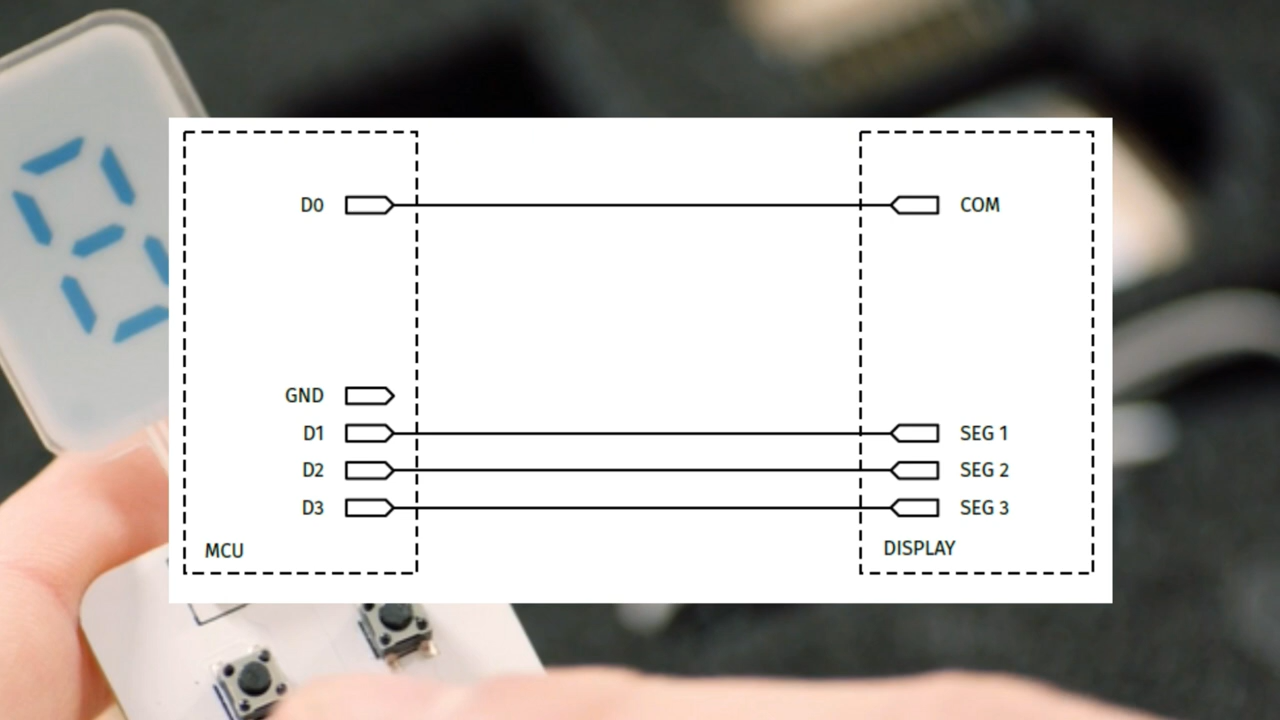 D0
COM
GND
D1
SEG 1
D2
SEG 2
D3
SEG 3
MCU
DISPLAY